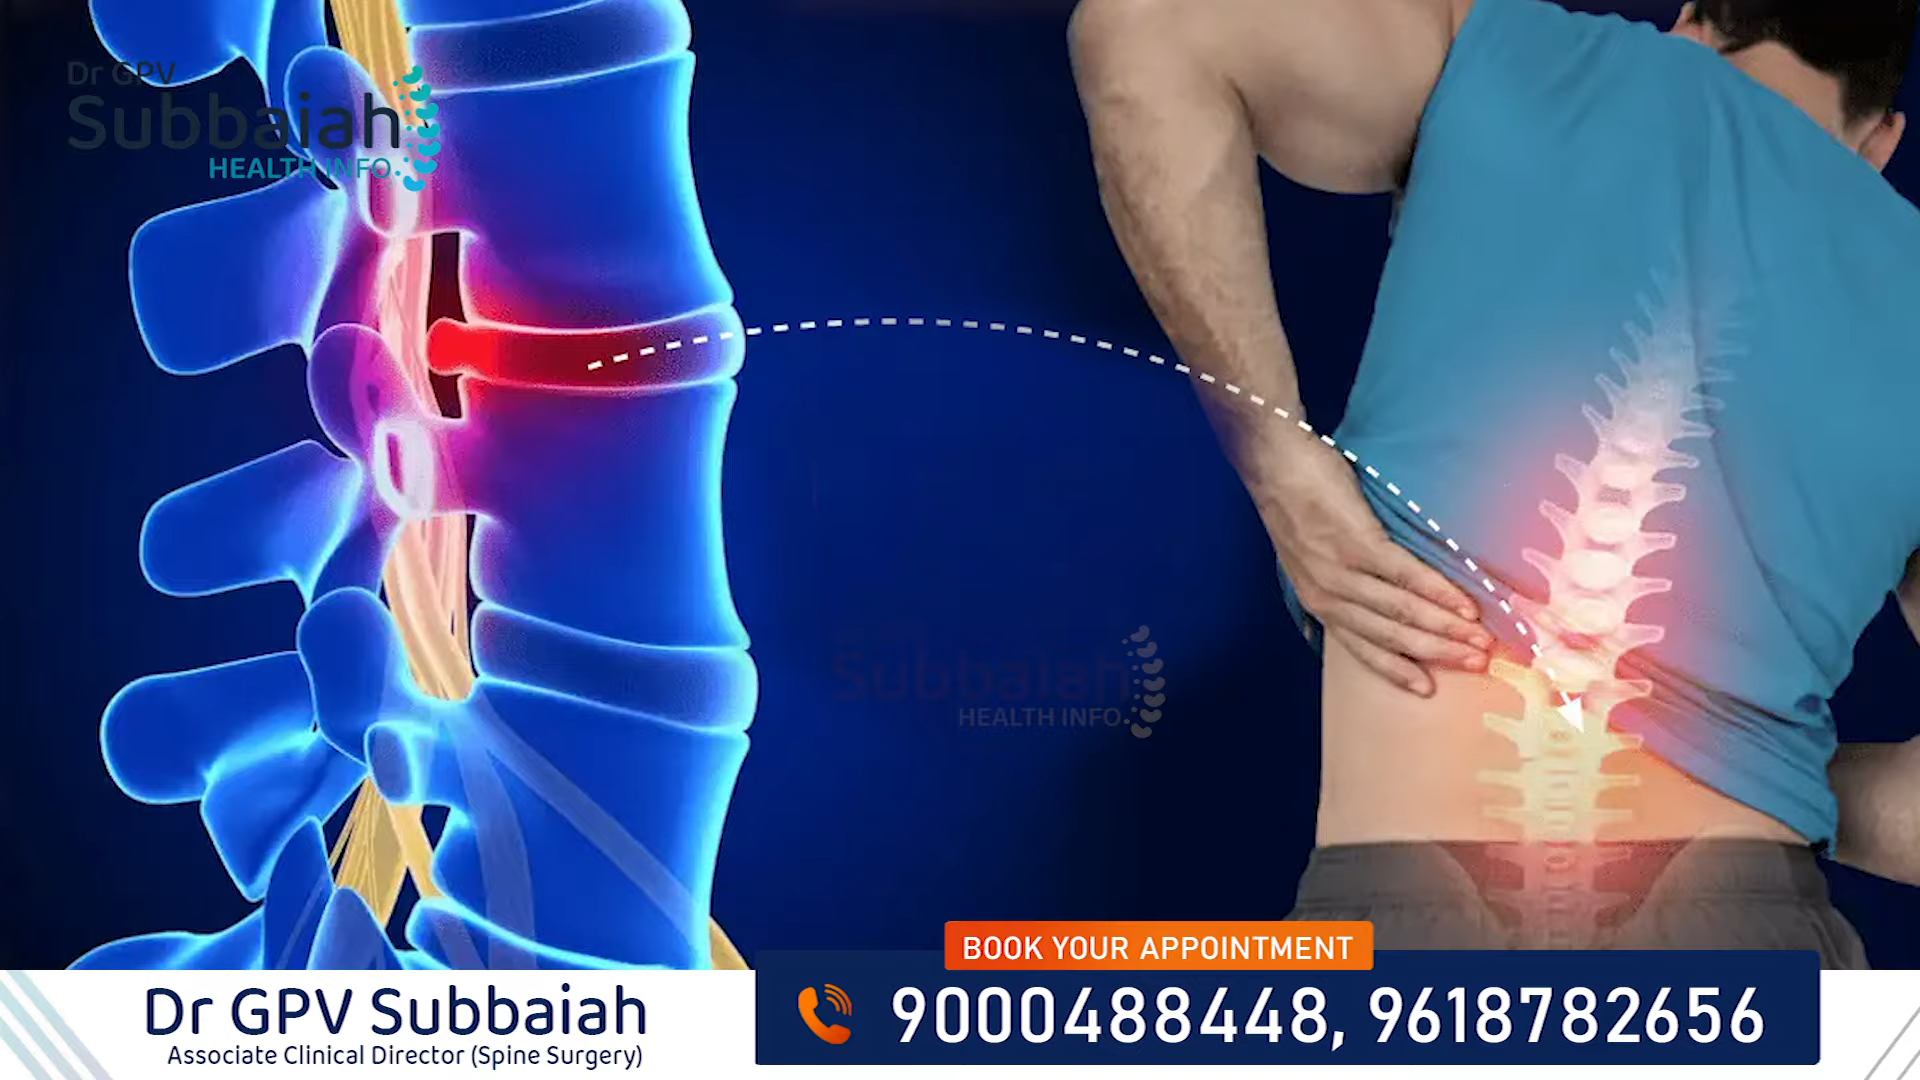 Dr GPV
Subbaiah
HEALTH INFO
Subbaiah
HEALTH INFO
BOOK YOUR APPOINTMENT
Dr GPV Subbaiah
Associate Clinical Director (Spine Surgery)
9000488448, 9618782656